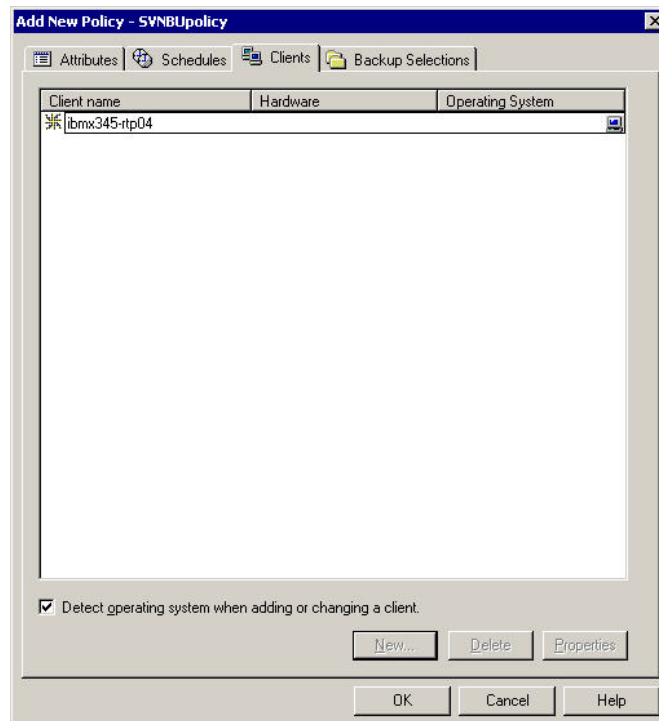 Add New Policy - SVNBUpolicy
Attributes Schedules Clients Backup Selections
Client name Hardware Operating System
ibmx345-rtp04
Detect operating system when adding or changing a client.
New... Delete Properties
OK Cancel Help